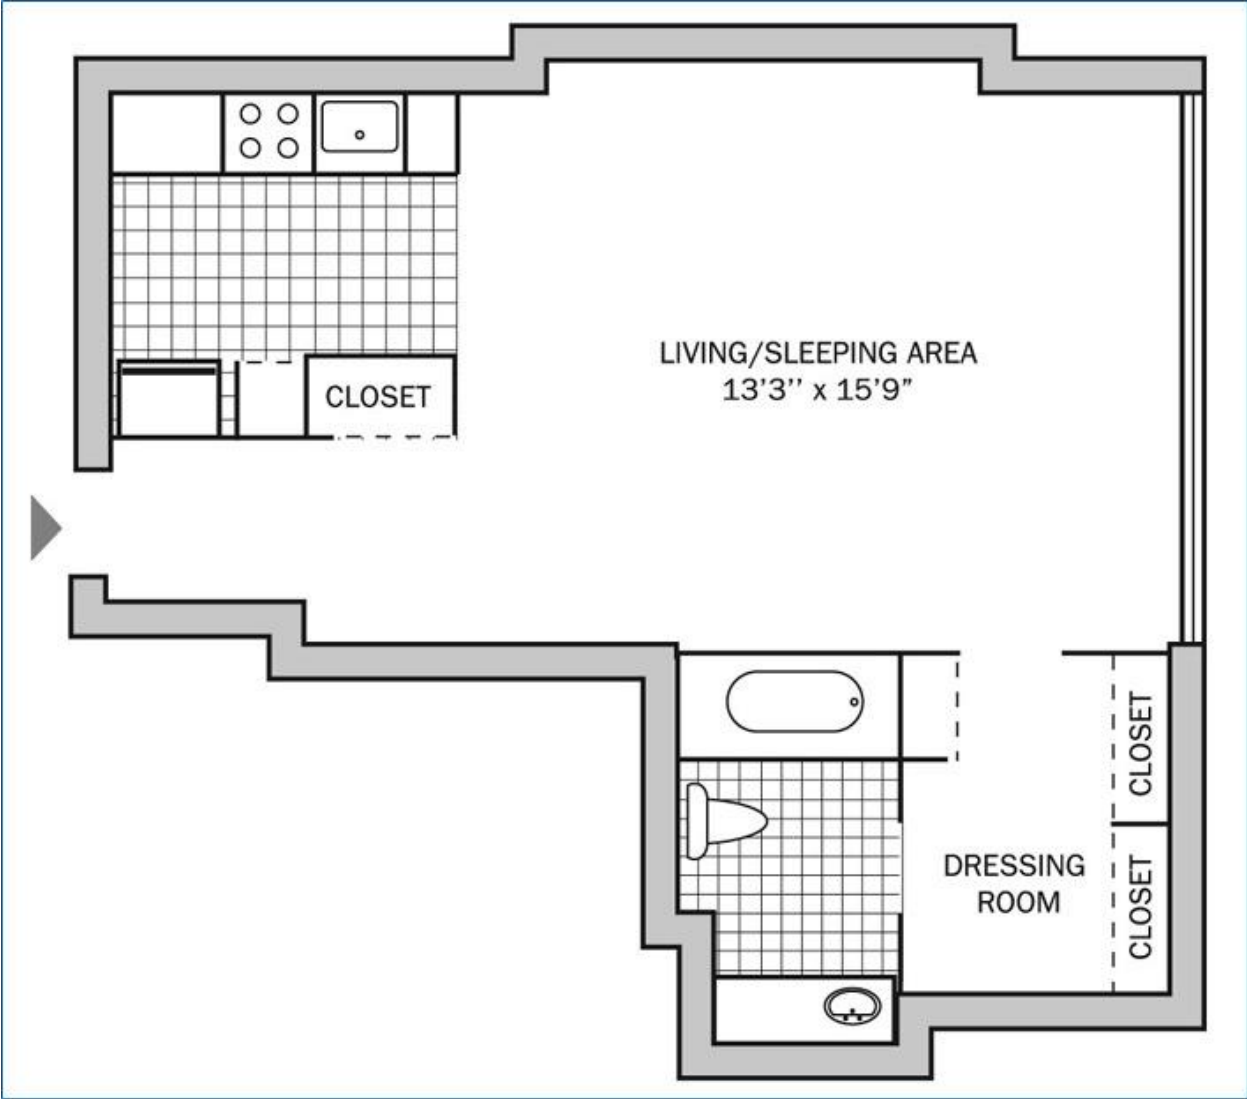 LIVING/SLEEPING AREA
13'3'' x 15'9”
CLOSET
CLOSET
DRESSING
ROOM
CLOSET